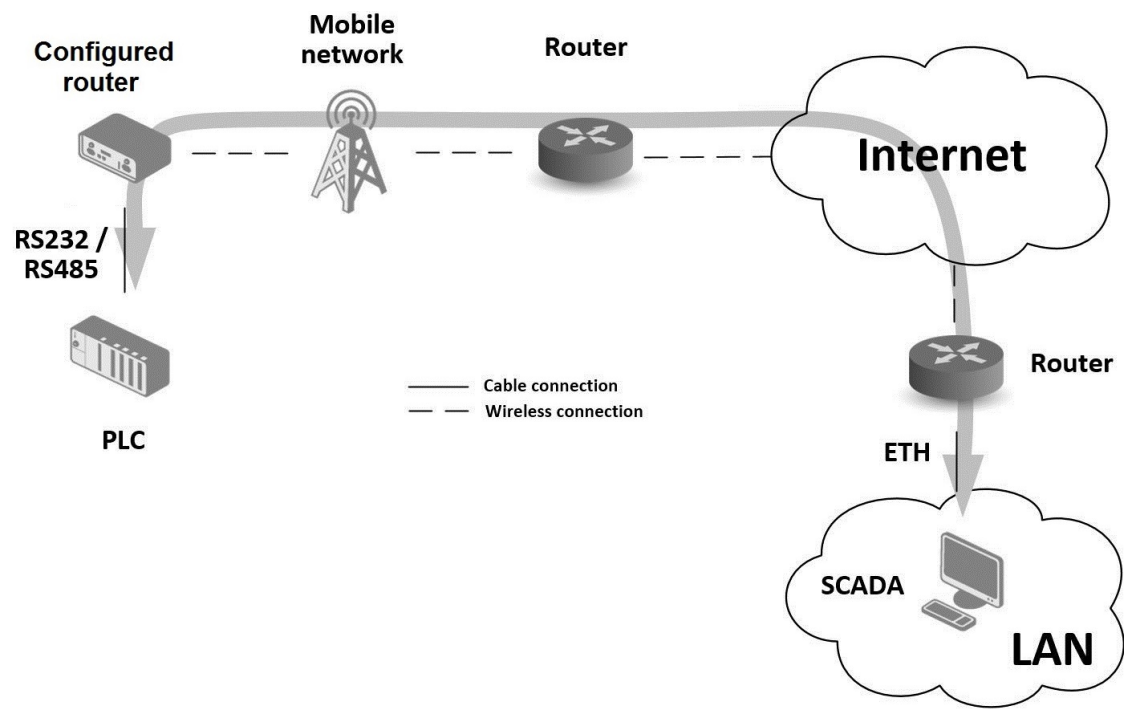 Configured
router
Mobile
network
Router
Internet
RS232 /
RS485
Router
PLC
Cable connection
Wireless connection
ETH
SCADA
LAN